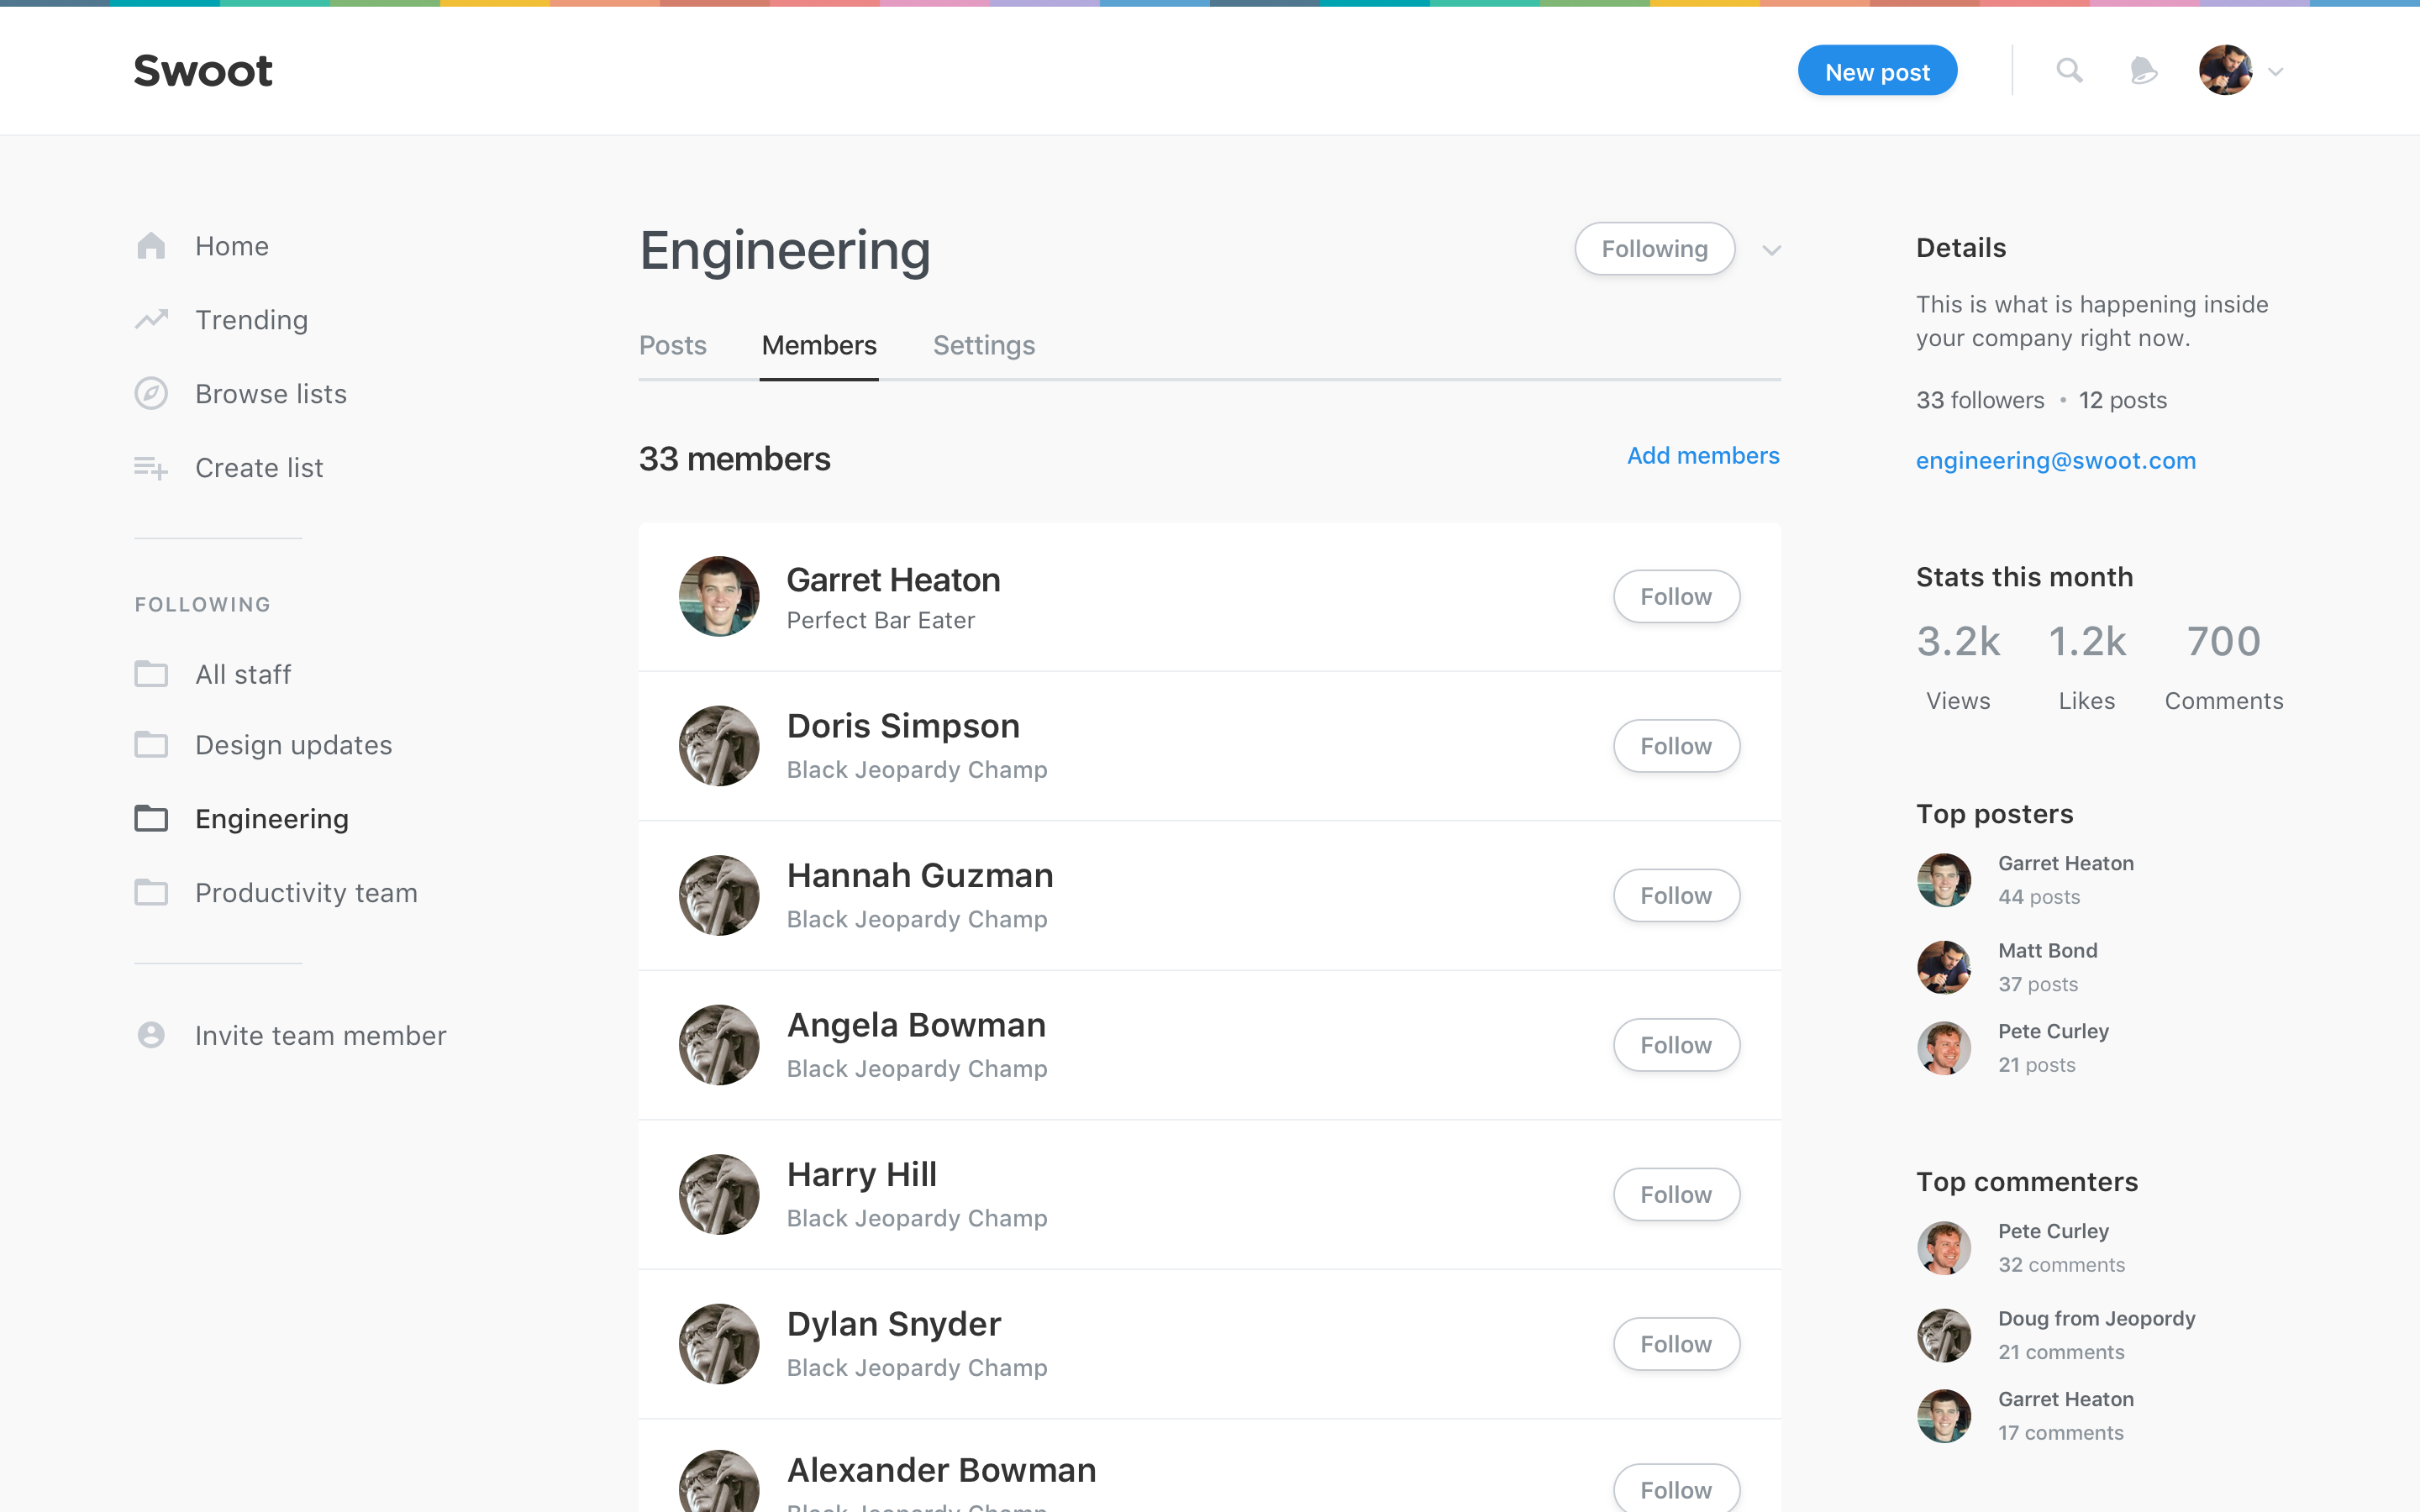 Swoot
New post
Home
Trending
Browse lists
Create list
FOLLOWING
All staff
Design updates
Engineering
Productivity team
Invite team member
Engineering
Following
Posts Members Settings
33 members
Add members
Garret Heaton
Perfect Bar Eater
Follow
Doris Simpson
Black Jeopardy Champ
Follow
Hannah Guzman
Black Jeopardy Champ
Follow
Angela Bowman
Black Jeopardy Champ
Follow
Harry Hill
Black Jeopardy Champ
Follow
Dylan Snyder
Black Jeopardy Champ
Follow
Alexander Bowman
Black Jeopardy Champ
Follow
Details
This is what is happening inside
your company right now.
33 followers • 12 posts
engineering@swoot.com
Stats this month
3.2k 1.2k 700
Views Likes Comments
Top posters
Garret Heaton
44 posts
Matt Bond
37 posts
Pete Curley
21 posts
Top commenters
Pete Curley
32 comments
Doug from Jeopordy
21 comments
Garret Heaton
17 comments